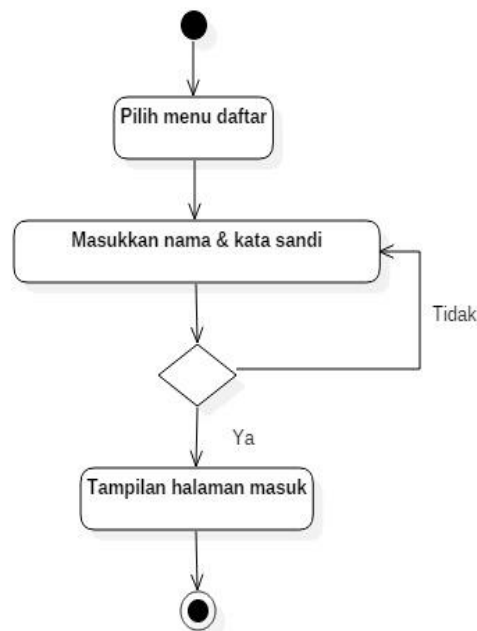 Pilih menu daftar
Masukkan nama & kata sandi
Tidak
Ya
Tampilan halaman masuk